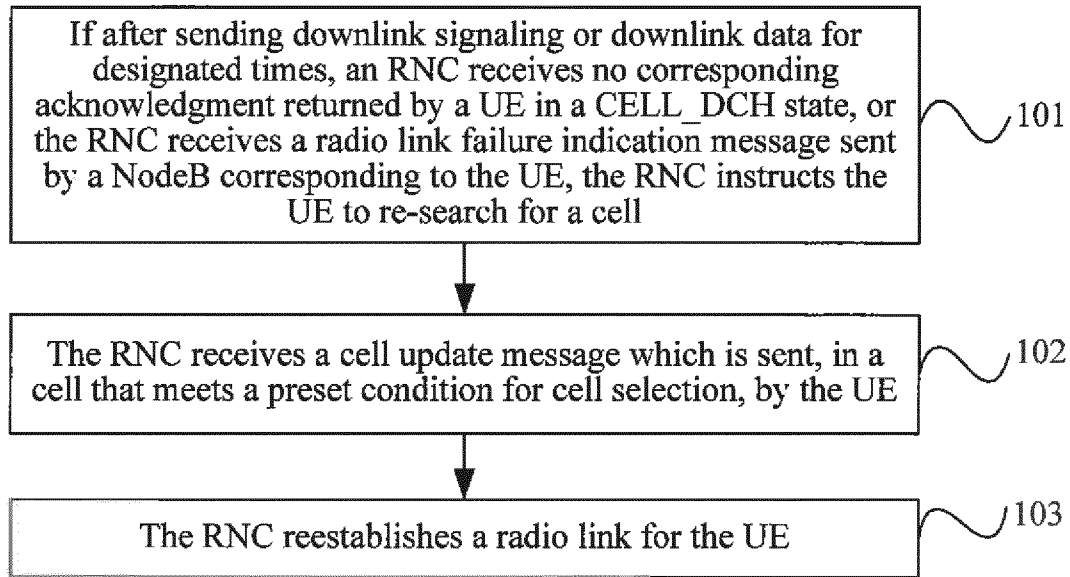 If after sending downlink signaling or downlink data for
designated times, an RNC receives no corresponding
acknowledgment returned by a UE in a CELL_DCH state, or
the RNC receives a radio link failure indication message sent
by a NodeB corresponding to the UE, the RNC instructs the
UE to re-search for a cell
101
The RNC receives a cell update message which is sent, in a
cell that meets a preset condition for cell selection, by the UE
102
The RNC reestablishes a radio link for the UE
103